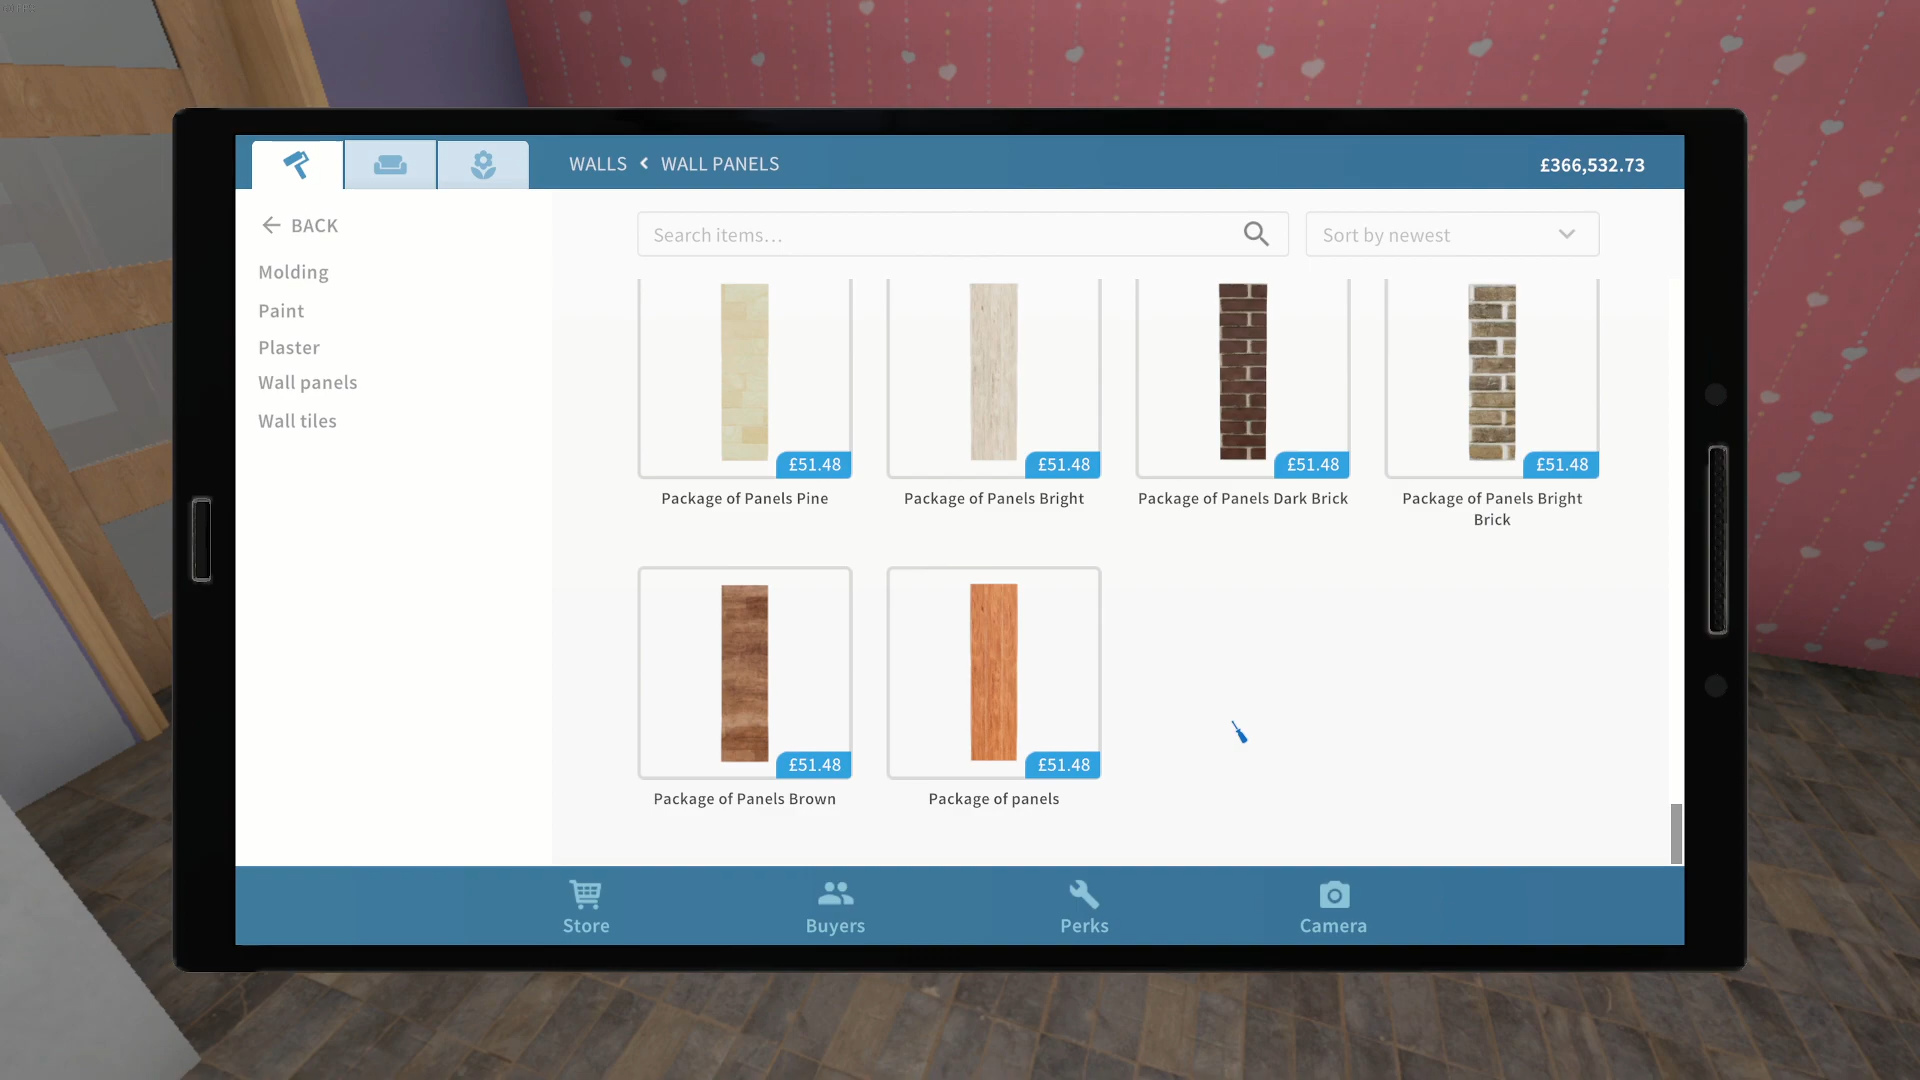 WALLS
WALL PANELS
£366,532.73
BACK
Search items...
Sort by newest
Molding
Paint
Plaster
Wall panels
Wall tiles
£51.48
£51.48
£51.48
£51.48
Package of Panels Pine
Package of Panels Bright
Package of Panels Dark Brick
Package of Panels Bright
Brick
£51.48
£51.48
Package of Panels Brown
Package of panels
Store
Buyers
Perks
Camera